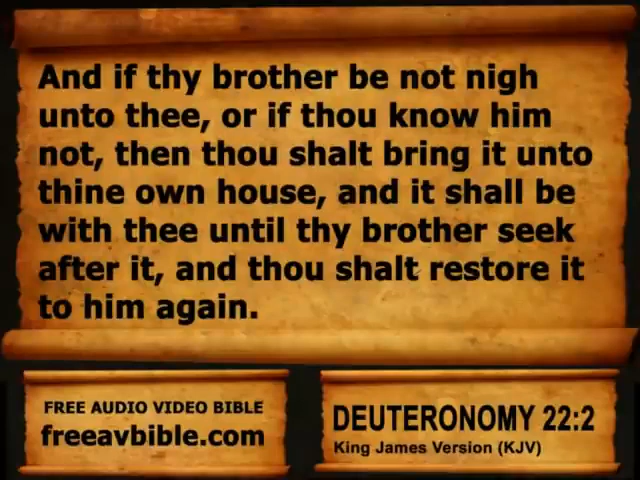 And if thy brother be not nigh
unto thee, or if thou know him
not, then thou shalt bring it unto
thine own house, and it shall be
with thee until thy brother seek
after it, and thou shalt restore it
to him again.
FREE AUDIO VIDEO BIBLE
freeavbible.com
DEUTERONOMY 22:2
King James Version (KJV)